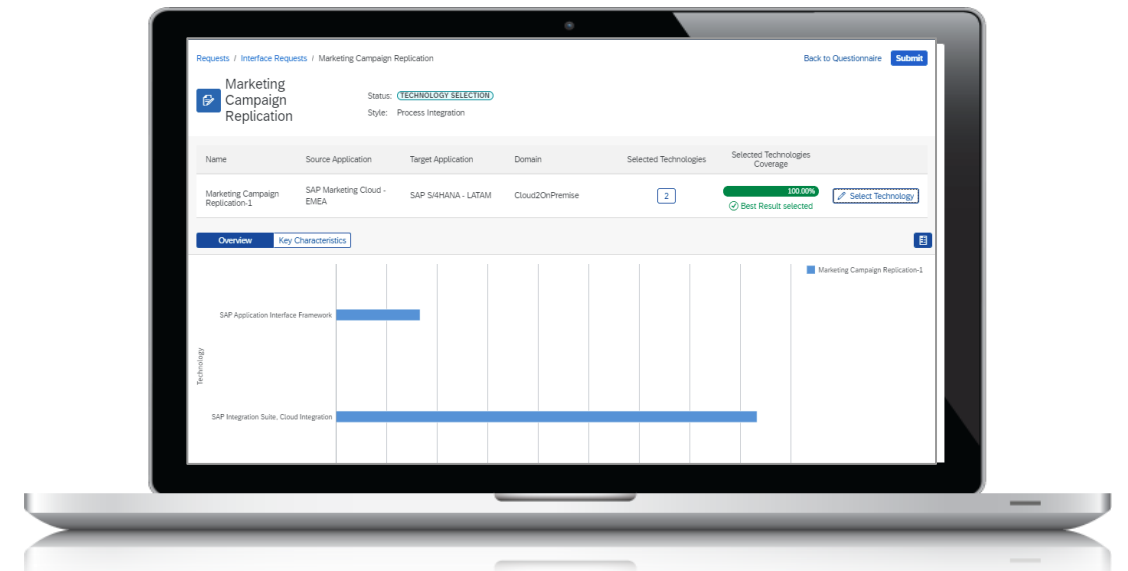 Requests / Interface Requests / Marketing Campaign Replication
Back to Questionnaire
Submit
Marketing
Campaign
Replication
Status: TECHNOLOGY SELECTION
Style: Process Integration
Name
Source Application
Target Application
Domain
Selected Technologies
Selected Technologies
Coverage
Marketing Campaign
Replication-1
SAP Marketing Cloud -
EMEA
SAP S/4HANA - LATAM
Cloud2OnPremise
2
100.00%
Best Result selected
Select Technology
Overview
Key Characteristics
Marketing Campaign Replication-1
SAP Application Interface Framework
Technology
SAP Integration Suite, Cloud Integration